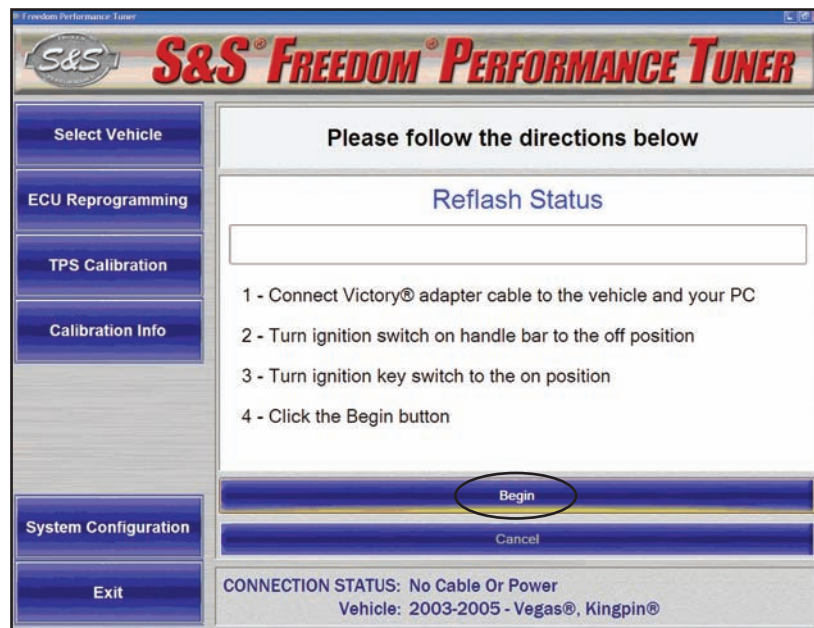 Freedom Performance Tuner
S&S
S&S® FREEDOM® PERFORMANCE TUNER
Select Vehicle
ECU Reprogramming
TPS Calibration
Calibration Info
System Configuration
Exit
Please follow the directions below
Reflash Status
1 - Connect Victory® adapter cable to the vehicle and your PC
2 - Turn ignition switch on handle bar to the off position
3 - Turn ignition key switch to the on position
4 - Click the Begin button
Begin
Cancel
CONNECTION STATUS: No Cable Or Power
Vehicle: 2003-2005 - Vegas®, Kingpin®